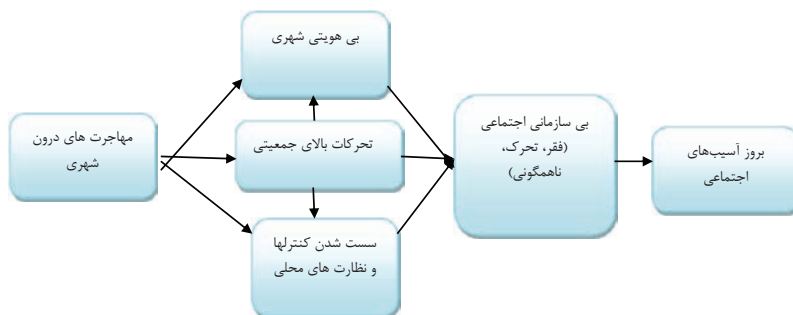 مهاجرت های درون
شهری
بی هویتی شهری
تحرکات بالای جمعیتی
سست شدن کنترلها
و نظارت های محلی
بی سازمانی اجتماعی
(فقر، تحرک،
ناهمگونی)
بروز آسیب‌های
اجتماعی